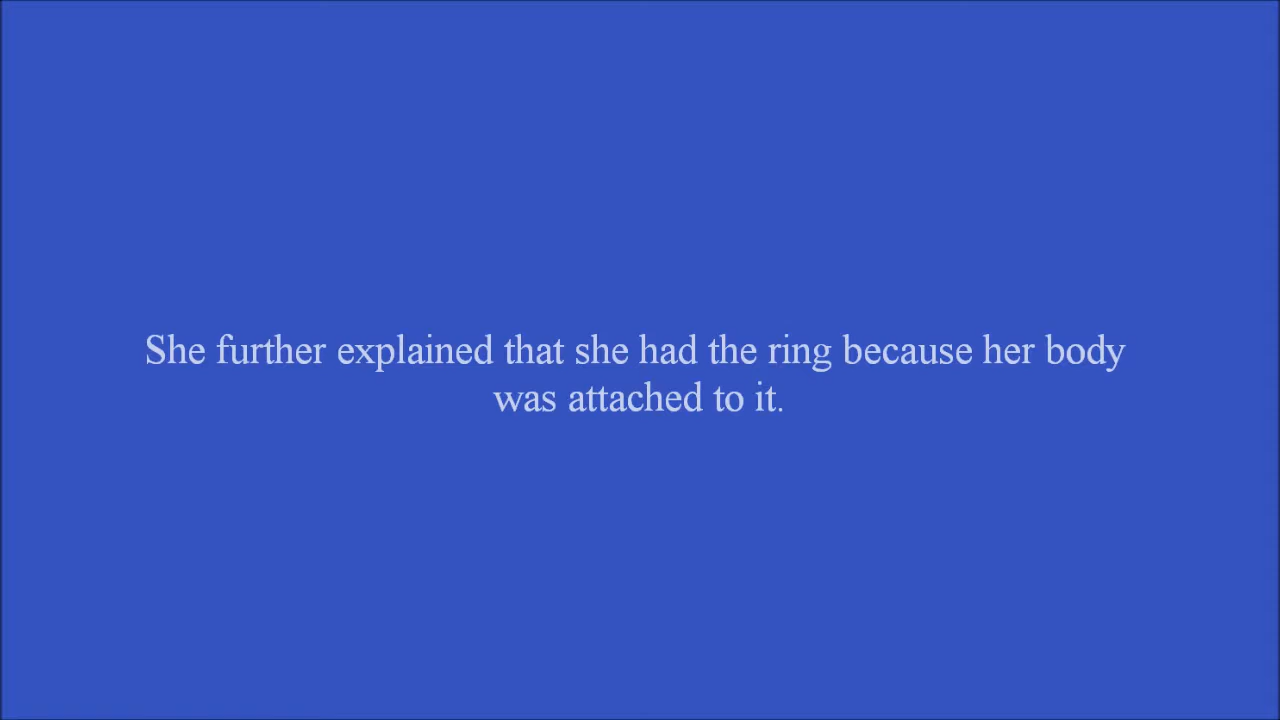 She further explained that she had the ring because her body
was attached to it.